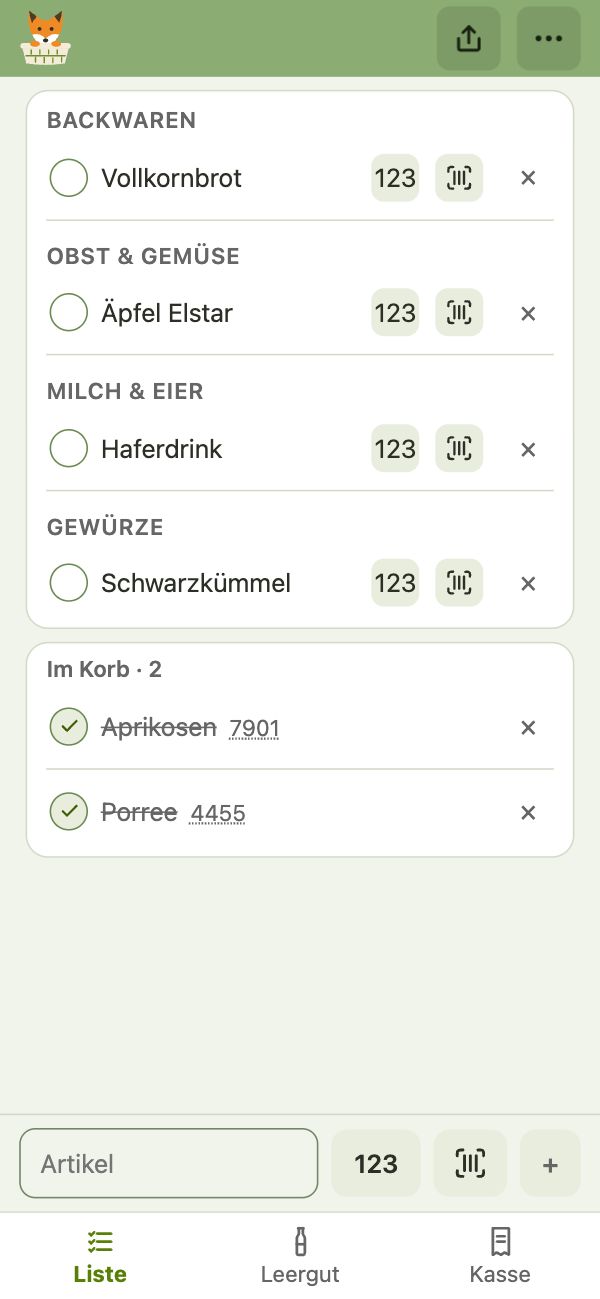 BACKWAREN
Vollkornbrot 123 ×
OBST & GEMÜSE
Äpfel Elstar 123 ×
MILCH & EIER
Haferdrink 123 ×
GEWÜRZE
Schwarzkümmel 123 ×
Im Korb · 2
Aprikosen 7901 ×
Porree 4455 ×
Artikel 123 +
Liste Leergut Kasse